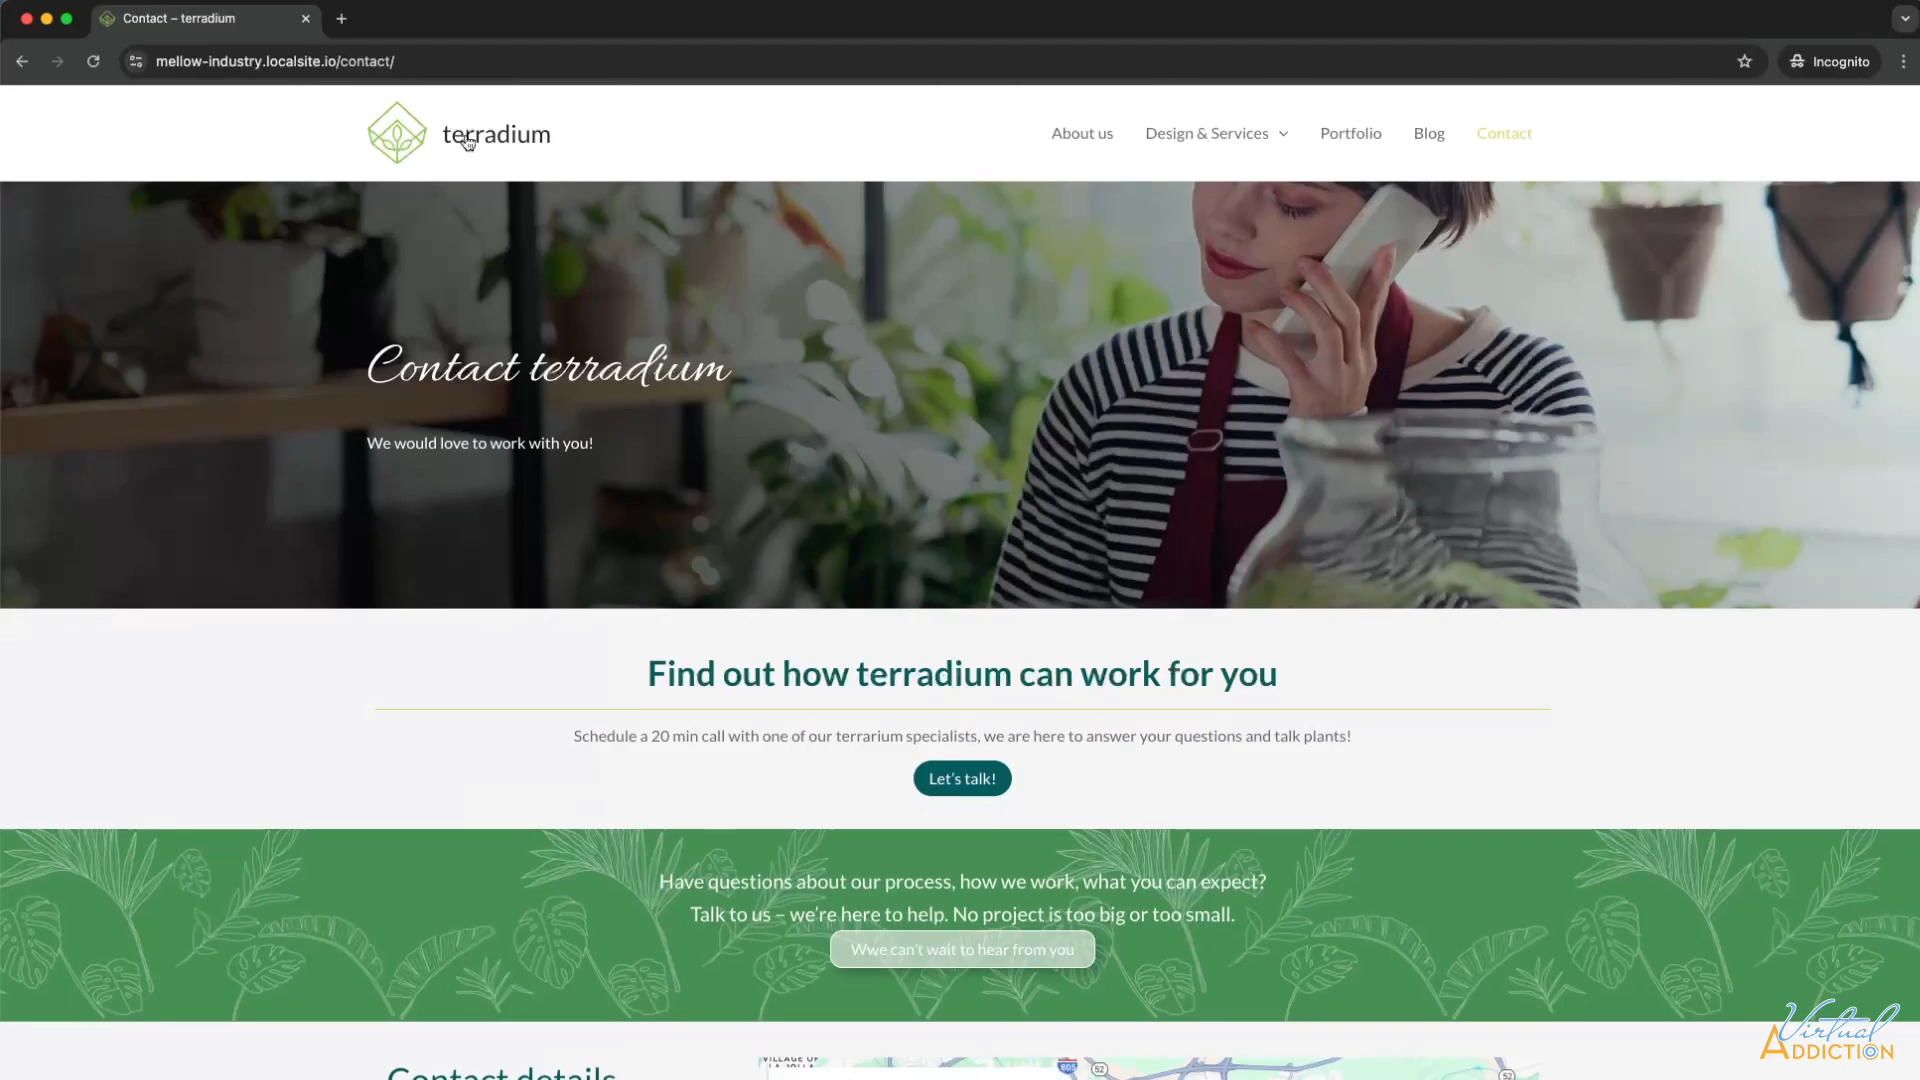 Contact – terradium
mellow-industry.localsite.io/contact/
Incognito
terradium
About us
Design & Services
Portfolio
Blog
Contact
Contact terradium
We would love to work with you!
Find out how terradium can work for you
Schedule a 20 min call with one of our terrarium specialists, we are here to answer your questions and talk plants!
Let's talk!
Have questions about our process, how we work, what you can expect?
Talk to us – we're here to help. No project is too big or too small.
Wwe can't wait to hear from you
Contact details
VILLAGE OF
LA JOLLA
805
52
52
Virtual
ADDICTION